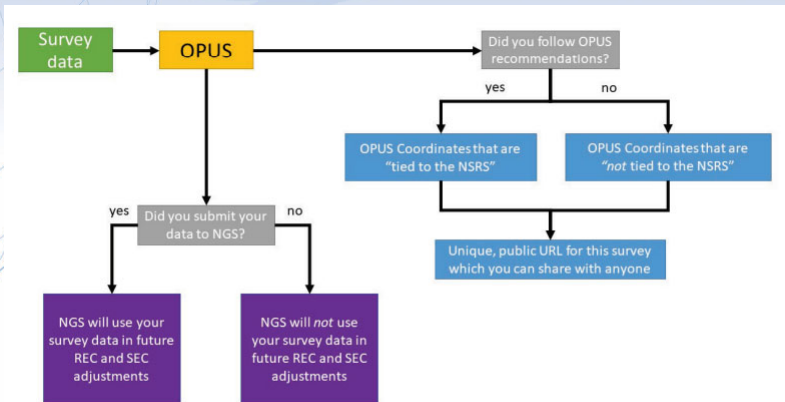 Survey
data
OPUS
Did you follow OPUS
recommendations?
yes
no
OPUS Coordinates that are
“tied to the NSRS”
OPUS Coordinates that are
“not tied to the NSRS”
Unique, public URL for this survey
which you can share with anyone
yes
Did you submit your
data to NGS?
no
NGS will use your
survey data in future
REC and SEC
adjustments
NGS will not use
your survey data in
future REC and SEC
adjustments